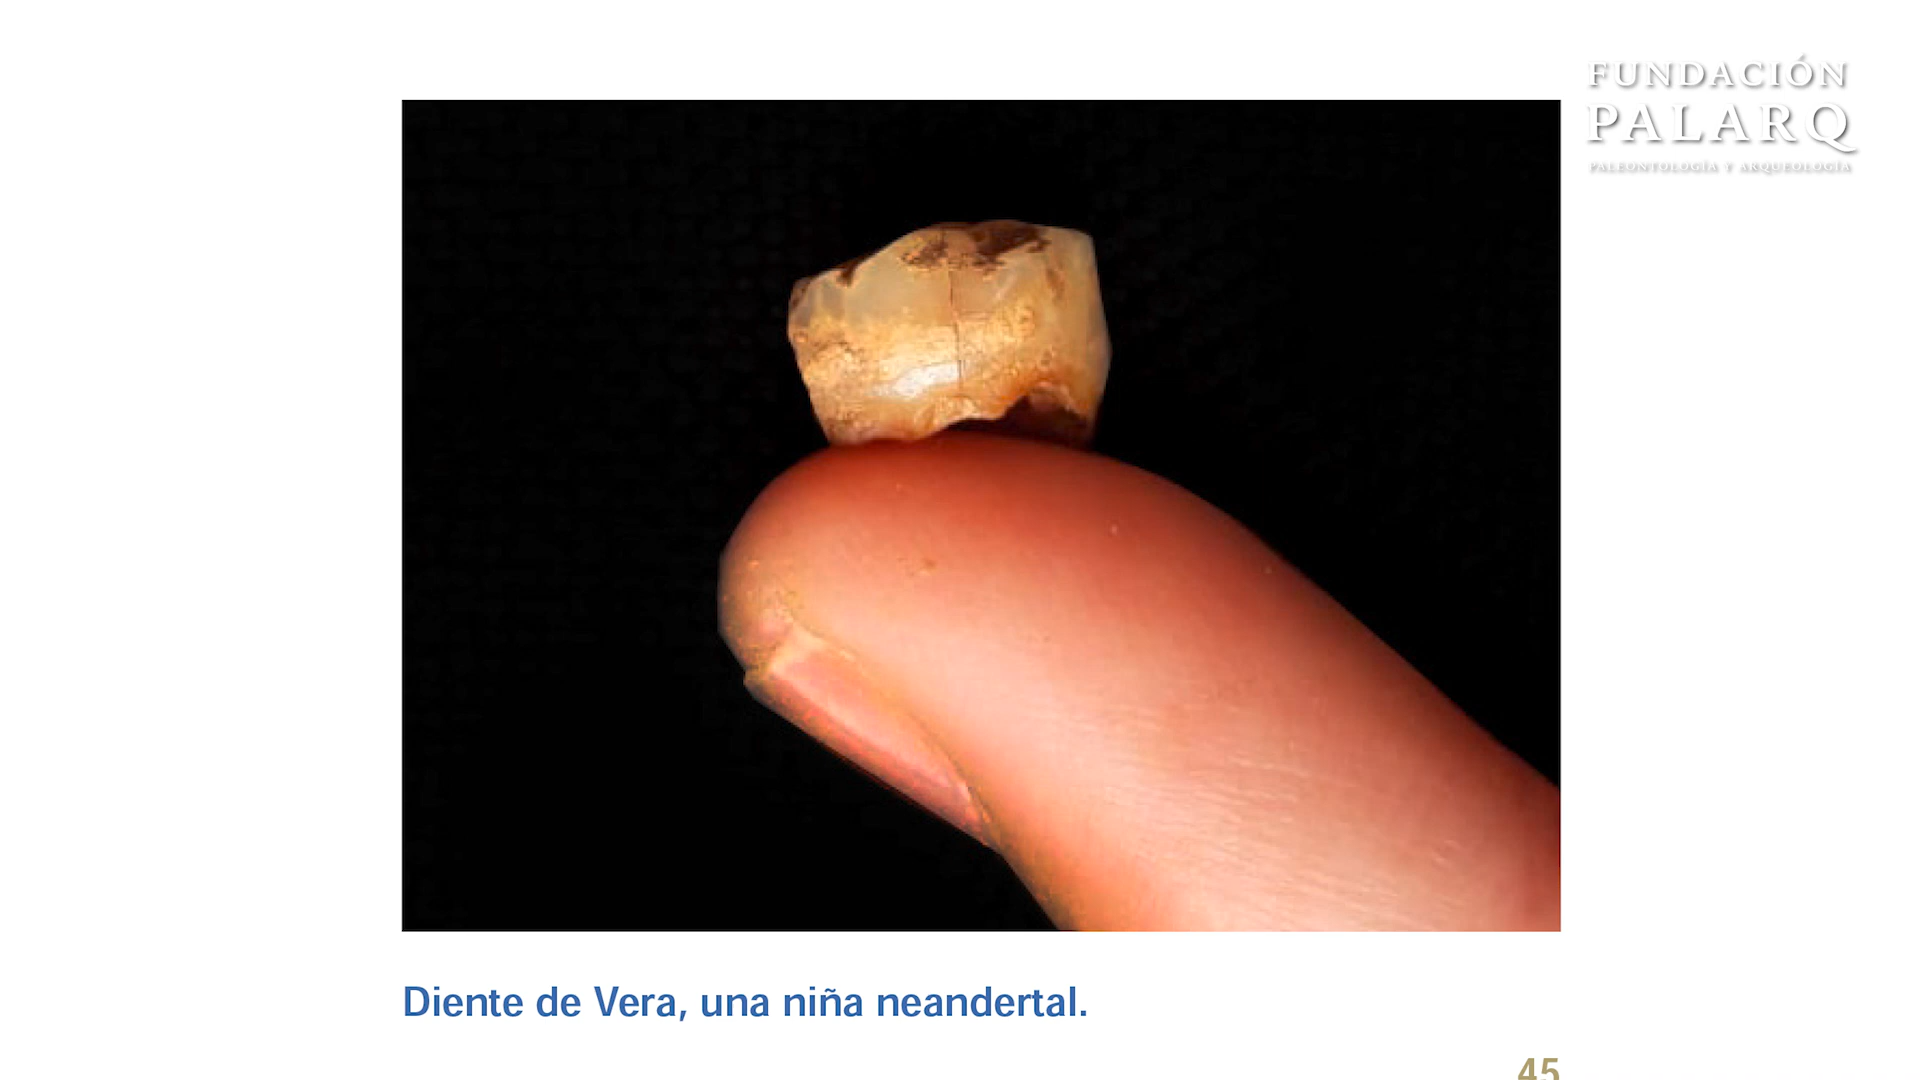 FUNDACIÓN
PALARQ
PALEONTOLOGÍA Y ARQUEOLOGÍA
Diente de Vera, una niña neandertal.
45